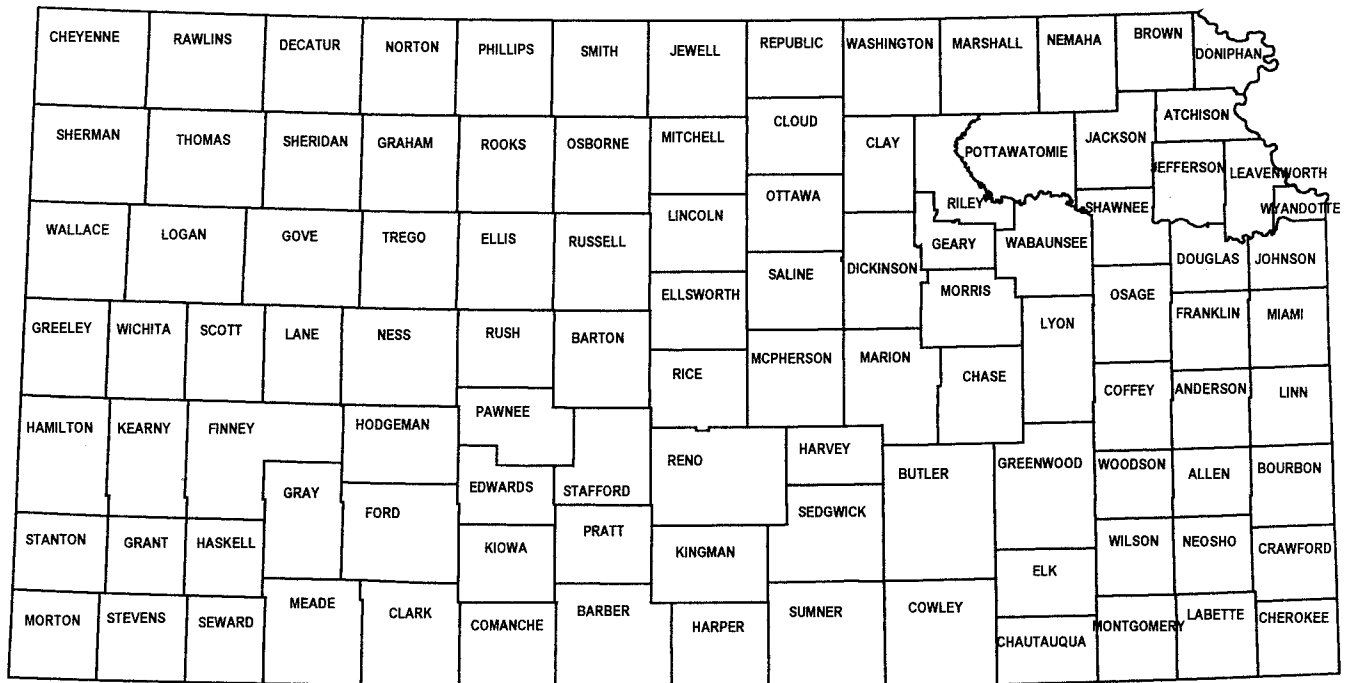 CHEYENNE
RAWLINS
DECATUR
NORTON
PHILLIPS
SMITH
JEWELL
REPUBLIC
WASHINGTON
MARSHALL
NEMAHA
BROWN
DONIPHAN
SHERMAN
THOMAS
SHERIDAN
GRAHAM
ROOKS
OSBORNE
MITCHELL
CLOUD
CLAY
POTTAWATOMIE
JACKSON
ATCHISON
JEFFERSON
LEAVENWORTH
WYANDOTTE
LINCOLN
OTTAWA
RILEY
SHAWNEE
WALLACE
LOGAN
GOVE
TREGO
ELLIS
RUSSELL
ELLSWORTH
SALINE
DICKINSON
GEARY
WABAUNSEE
DOUGLAS
JOHNSON
MORRIS
OSAGE
GREELEY
WICHITA
SCOTT
LANE
NESS
RUSH
BARTON
RICE
MCPHERSON
MARION
CHASE
LYON
FRANKLIN
MIAMI
COFFEY
ANDERSON
LINN
HAMILTON
KEARNY
FINNEY
HODGEMAN
PAWNEE
RENO
HARVEY
BUTLER
GREENWOOD
WOODSON
ALLEN
BOURBON
GRAY
FORD
EDWARDS
STAFFORD
SEDGWICK
STANTON
GRANT
HASKELL
KIOWA
PRATT
KINGMAN
ELK
WILSON
NEOSHO
CRAWFORD
MORTON
STEVENS
SEWARD
MEADE
CLARK
COMANCHE
BARBER
HARPER
SUMNER
COWLEY
CHAUTAUQUA
MONTGOMERY
LABETTE
CHEROKEE